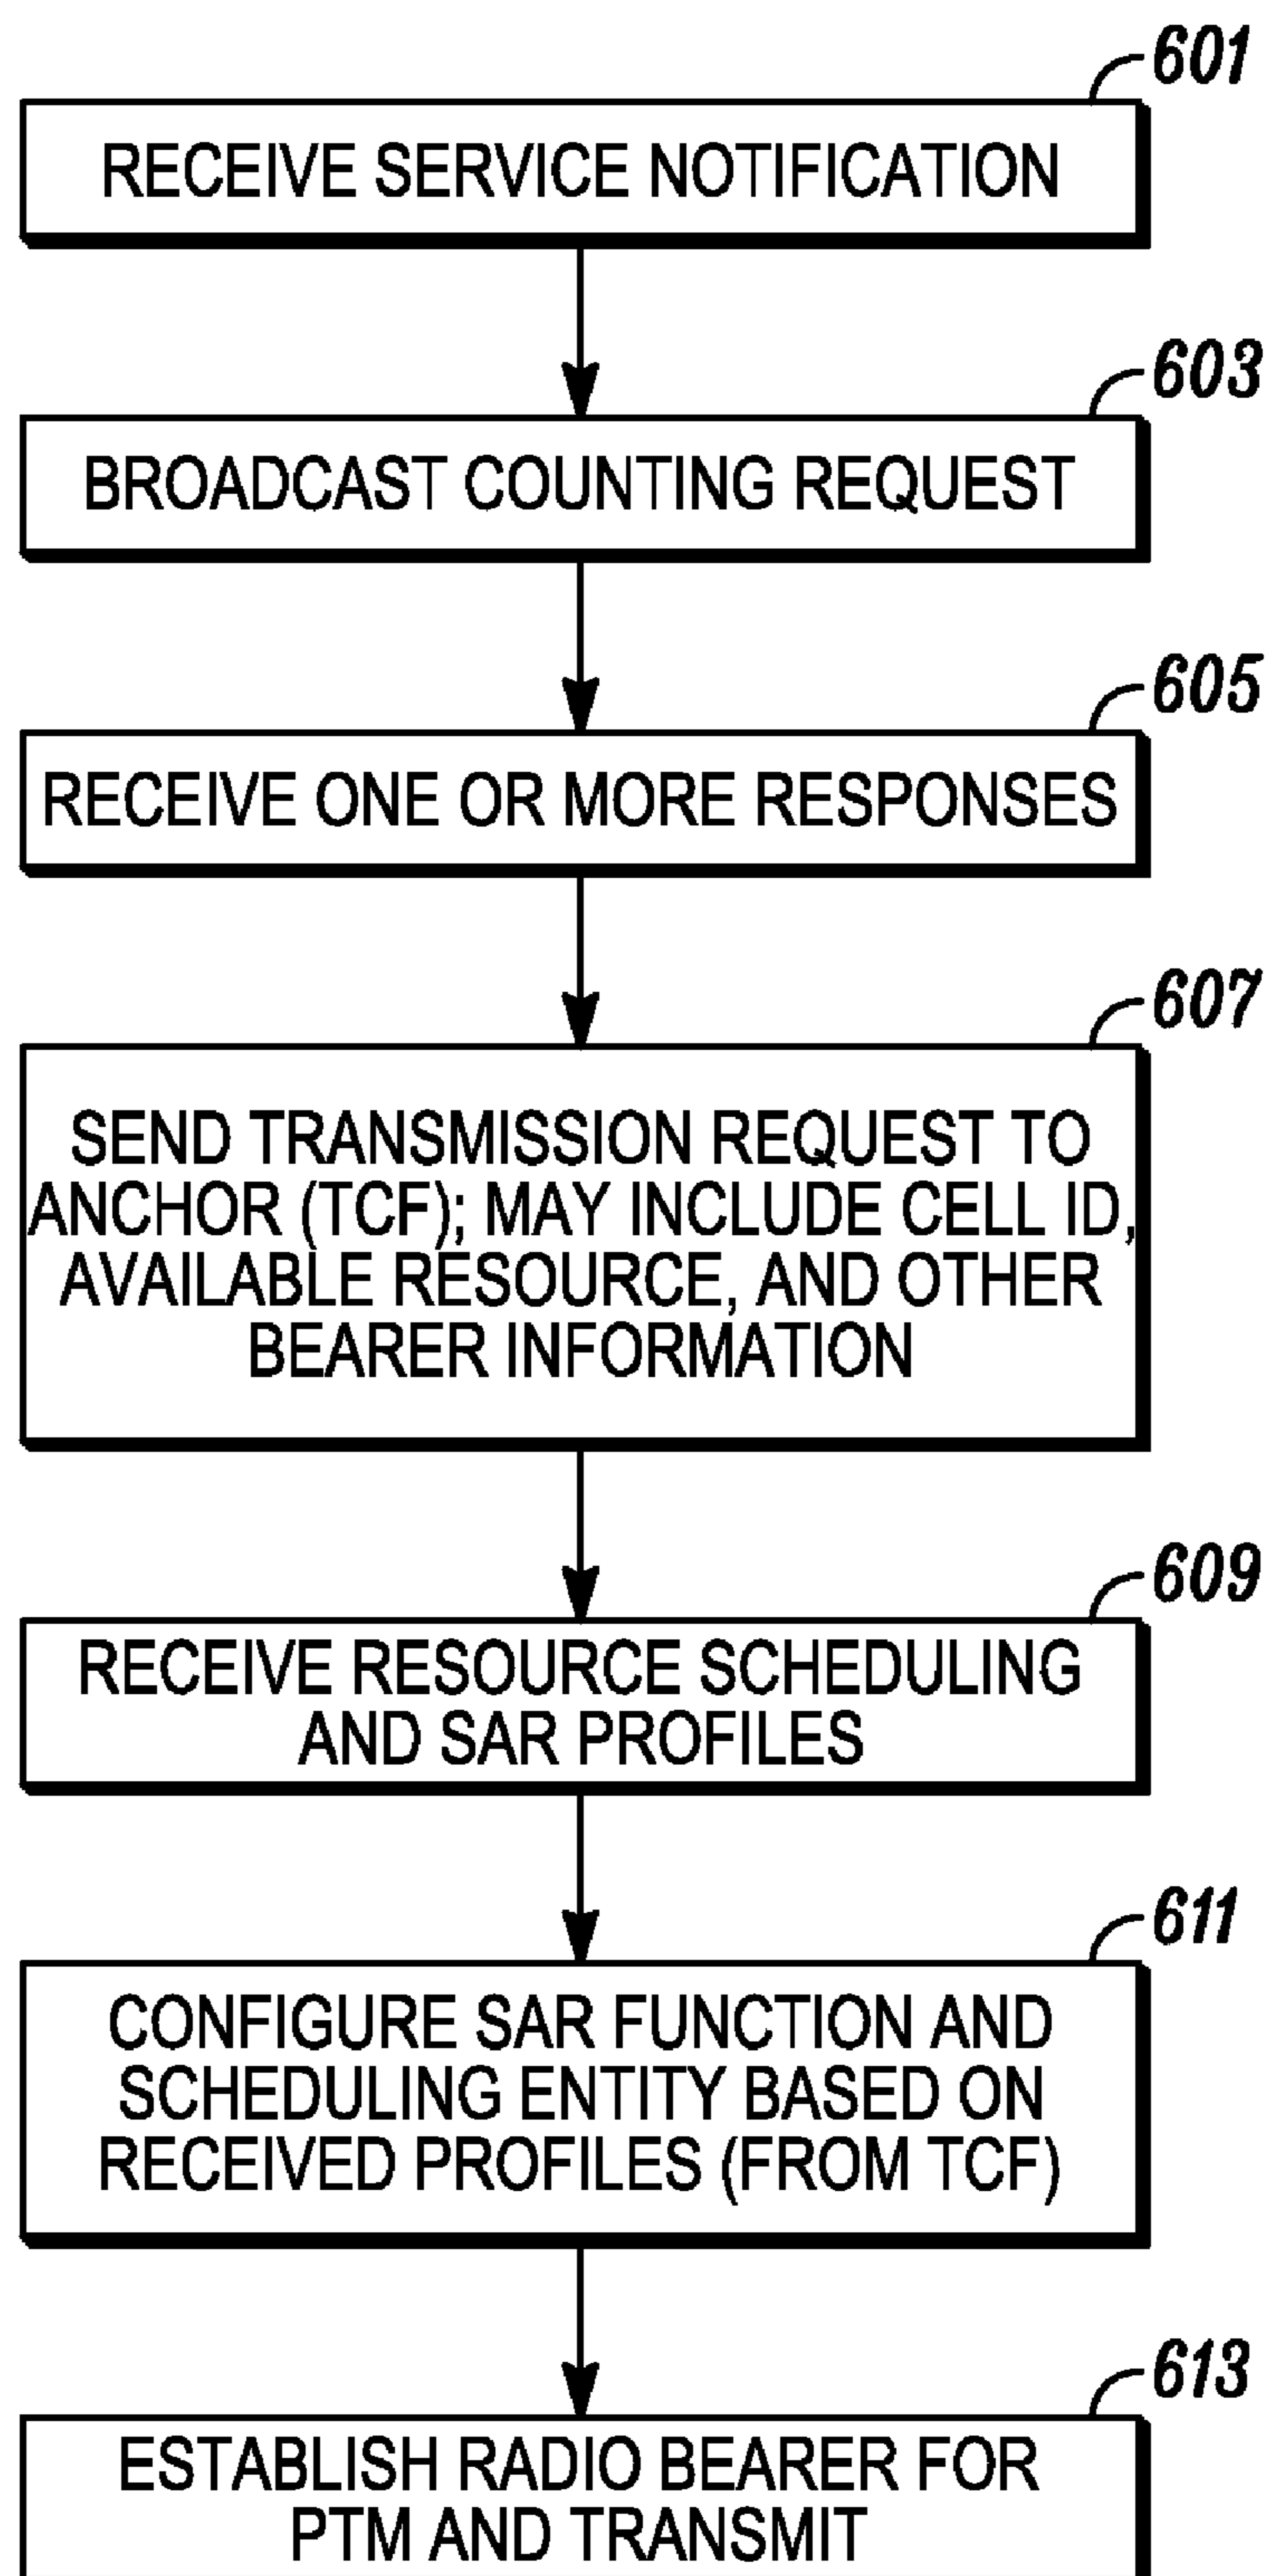 601
RECEIVE SERVICE NOTIFICATION
603
BROADCAST COUNTING REQUEST
605
RECEIVE ONE OR MORE RESPONSES
607
SEND TRANSMISSION REQUEST TO
ANCHOR (TCF); MAY INCLUDE CELL ID,
AVAILABLE RESOURCE, AND OTHER
BEARER INFORMATION
609
RECEIVE RESOURCE SCHEDULING
AND SAR PROFILES
611
CONFIGURE SAR FUNCTION AND
SCHEDULING ENTITY BASED ON
RECEIVED PROFILES (FROM TCF)
613
ESTABLISH RADIO BEARER FOR
PTM AND TRANSMIT